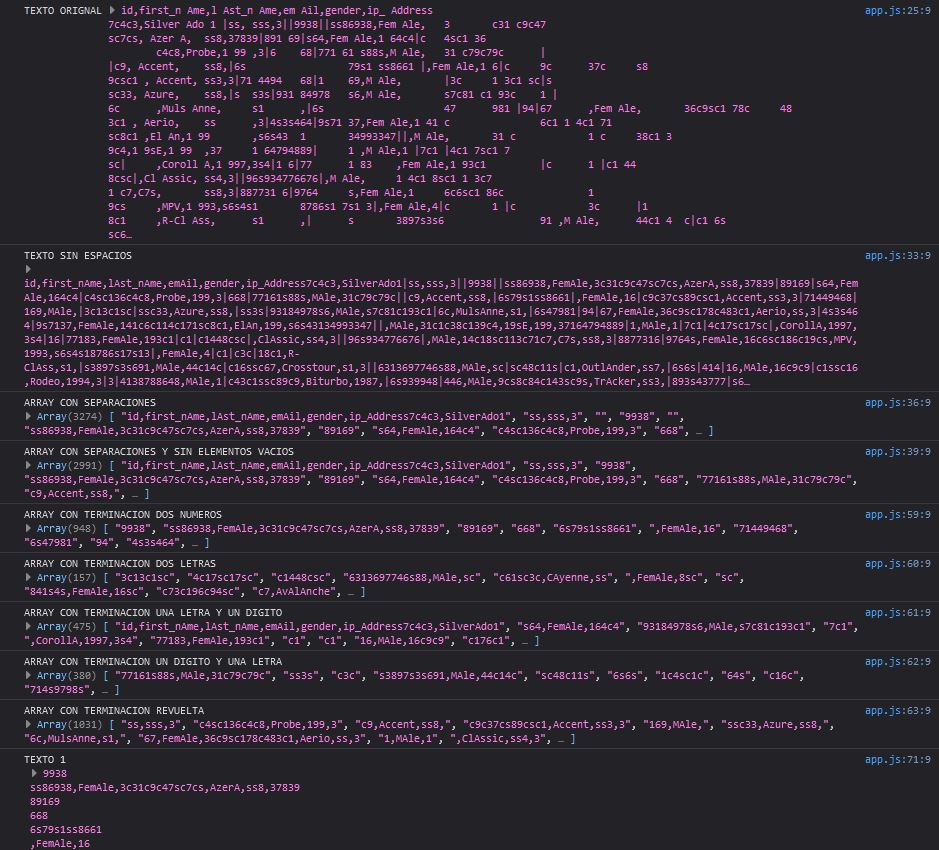 TEXTO ORIGNAL ▶ id,first_n Ame,l Ast_n Ame,em Ail,gender,ip_ Address app.js:25:9
7c4c3,Silver Ado 1 |ss, sss,3||9938||ss86938,Fem Ale, 3 c31 c9c47
sc7cs, Azer A, ss8,37839|891 69|s64,Fem Ale,1 64c4|c 4sc1 36
c4c8,Probe,1 99 ,3|6 68|771 61 s88s,M Ale, 31 c79c79c |
|c9, Accent, ss8,|6s 79s1 ss8661 |,Fem Ale,1 6|c 9c 37c s8
9csc1 , Accent, ss3,3|71 4494 68|1 69,M Ale, |3c 1 3c1 sc|s
sc33, Azure, ss8,|s s3s|931 84978 s6,M Ale, s7c81 c1 93c 1 |
6c ,Muls Anne, s1 ,|6s 47 981 |94|67 ,Fem Ale, 36c9sc1 78c 48
3c1 , Aerio, ss ,3|4s3s464|9s71 37,Fem Ale,1 41 c 6c1 1 4c1 71
sc8c1 ,El An,1 99 ,s6s43 1 34993347||,M Ale, 31 c 1 c 38c1 3
9c4,1 9sE,1 99 ,37 1 64794889| 1 ,M Ale,1 |7c1 |4c1 7sc1 7
sc| ,Coroll A,1 997,3s4|1 6|77 1 83 ,Fem Ale,1 93c1 |c 1 |c1 44
8csc|,Cl Assic, ss4,3||96s934776676|,M Ale, 1 4c1 8sc1 1 3c7
1 c7,C7s, ss8,3|887731 6|9764 s,Fem Ale,1 6c6sc1 86c 1
9cs ,MPV,1 993,s6s4s1 8786s1 7s1 3|,Fem Ale,4|c 1 |c 3c |1
8c1 ,R-Cl Ass, s1 ,| s 3897s3s6 91 ,M Ale, 44c1 4 c|c1 6s
sc6…
TEXTO SIN ESPACIOS app.js:33:9
▶
id,first_nAme,lAst_nAme,emAil,gender,ip_Address7c4c3,SilverAdo1|ss,sss,3||9938||ss86938,FemAle,3c31c9c47sc7cs,AzerA,ss8,37839|89169|s64,Fem
Ale,164c4|c4sc136c4c8,Probe,199,3|668|77161s88s,MAle,31c79c79c||c9,Accent,ss8,|6s79s1ss8661|,FemAle,16|c9c37cs89csc1,Accent,ss3,3|71449468|
169,MAle,|3c13c1sc|ssc33,Azure,ss8,|ss3s|93184978s6,MAle,s7c81c193c1|6c,MulsAnne,s1,|6s47981|94|67,FemAle,36c9sc178c483c1,Aerio,ss,3|4s3s46
4|9s7137,FemAle,141c6c114c171sc8c1,ElAn,199,s6s43134993347||,MAle,31c1c38c139c4,19sE,199,37164794889|1,MAle,1|7c1|4c17sc17sc|,CorollA,1997,
3s4|16|77183,FemAle,193c1|c1|c1448csc|,ClAssic,ss4,3||96s934776676|,MAle,14c18sc113c71c7,C7s,ss8,3|8877316|9764s,FemAle,16c6sc186c19cs,MPV,
1993,s6s4s18786s17s13|,FemAle,4|c1|c3c|18c1,R-
ClAss,s1,|s3897s3s691,MAle,44c14c|c16ssc67,Crosstour,s1,3||6313697746s88,MAle,sc|sc48c11s|c1,OutlAnder,ss7,|6s6s|414|16,MAle,16c9c9|c1ssc16
,Rodeo,1994,3|3|4138788648,MAle,1|c43c1ssc89c9,Biturbo,1987,|6s939948|446,MAle,9cs8c84c143sc9s,TrAcker,ss3,|893s43777|s6…
ARRAY CON SEPARACIONES app.js:36:9
▶ Array(3274) [ "id,first_nAme,lAst_nAme,emAil,gender,ip_Address7c4c3,SilverAdo1", "ss,sss,3", "", "9938", "",
"ss86938,FemAle,3c31c9c47sc7cs,AzerA,ss8,37839", "89169", "s64,FemAle,164c4", "c4sc136c4c8,Probe,199,3", "668", … ]
ARRAY CON SEPARACIONES Y SIN ELEMENTOS VACIOS app.js:39:9
▶ Array(2991) [ "id,first_nAme,lAst_nAme,emAil,gender,ip_Address7c4c3,SilverAdo1", "ss,sss,3", "9938",
"ss86938,FemAle,3c31c9c47sc7cs,AzerA,ss8,37839", "89169", "s64,FemAle,164c4", "c4sc136c4c8,Probe,199,3", "668", "77161s88s,MAle,31c79c79c",
"c9,Accent,ss8,", … ]
ARRAY CON TERMINACION DOS NUMEROS app.js:59:9
▶ Array(948) [ "9938", "ss86938,FemAle,3c31c9c47sc7cs,AzerA,ss8,37839", "89169", "668", "6s79s1ss8661", ",FemAle,16", "71449468",
"6s47981", "94", "4s3s464", … ]
ARRAY CON TERMINACION DOS LETRAS app.js:60:9
▶ Array(157) [ "3c13c1sc", "4c17sc17sc", "c1448csc", "6313697746s88,MAle,sc", "c61sc3c,CAyenne,ss", ",FemAle,8sc", "sc",
"841s4s,FemAle,16sc", "c73c196c94sc", "c7,AvAlAnche", … ]
ARRAY CON TERMINACION UNA LETRA Y UN DIGITO app.js:61:9
▶ Array(475) [ "id,first_nAme,lAst_nAme,emAil,gender,ip_Address7c4c3,SilverAdo1", "s64,FemAle,164c4", "93184978s6,MAle,s7c81c193c1", "7c1",
",CorollA,1997,3s4", "77183,FemAle,193c1", "c1", "c1", "16,MAle,16c9c9", "c176c1", … ]
ARRAY CON TERMINACION UN DIGITO Y UNA LETRA app.js:62:9
▶ Array(380) [ "77161s88s,MAle,31c79c79c", "ss3s", "c3c", "s3897s3s691,MAle,44c14c", "sc48c11s", "6s6s", "1c4sc1c", "64s", "c16c",
"714s9798s", … ]
ARRAY CON TERMINACION REVUELTA app.js:63:9
▶ Array(1031) [ "ss,sss,3", "c4sc136c4c8,Probe,199,3", "c9,Accent,ss8,", "c9c37cs89csc1,Accent,ss3,3", "169,MAle,", "ssc33,Azure,ss8,",
"6c,MulsAnne,s1,", "67,FemAle,36c9sc178c483c1,Aerio,ss,3", "1,MAle,1", ",ClAssic,ss4,3", … ]
TEXTO 1 app.js:71:9
▶ 9938
ss86938,FemAle,3c31c9c47sc7cs,AzerA,ss8,37839
89169
668
6s79s1ss8661
,FemAle,16